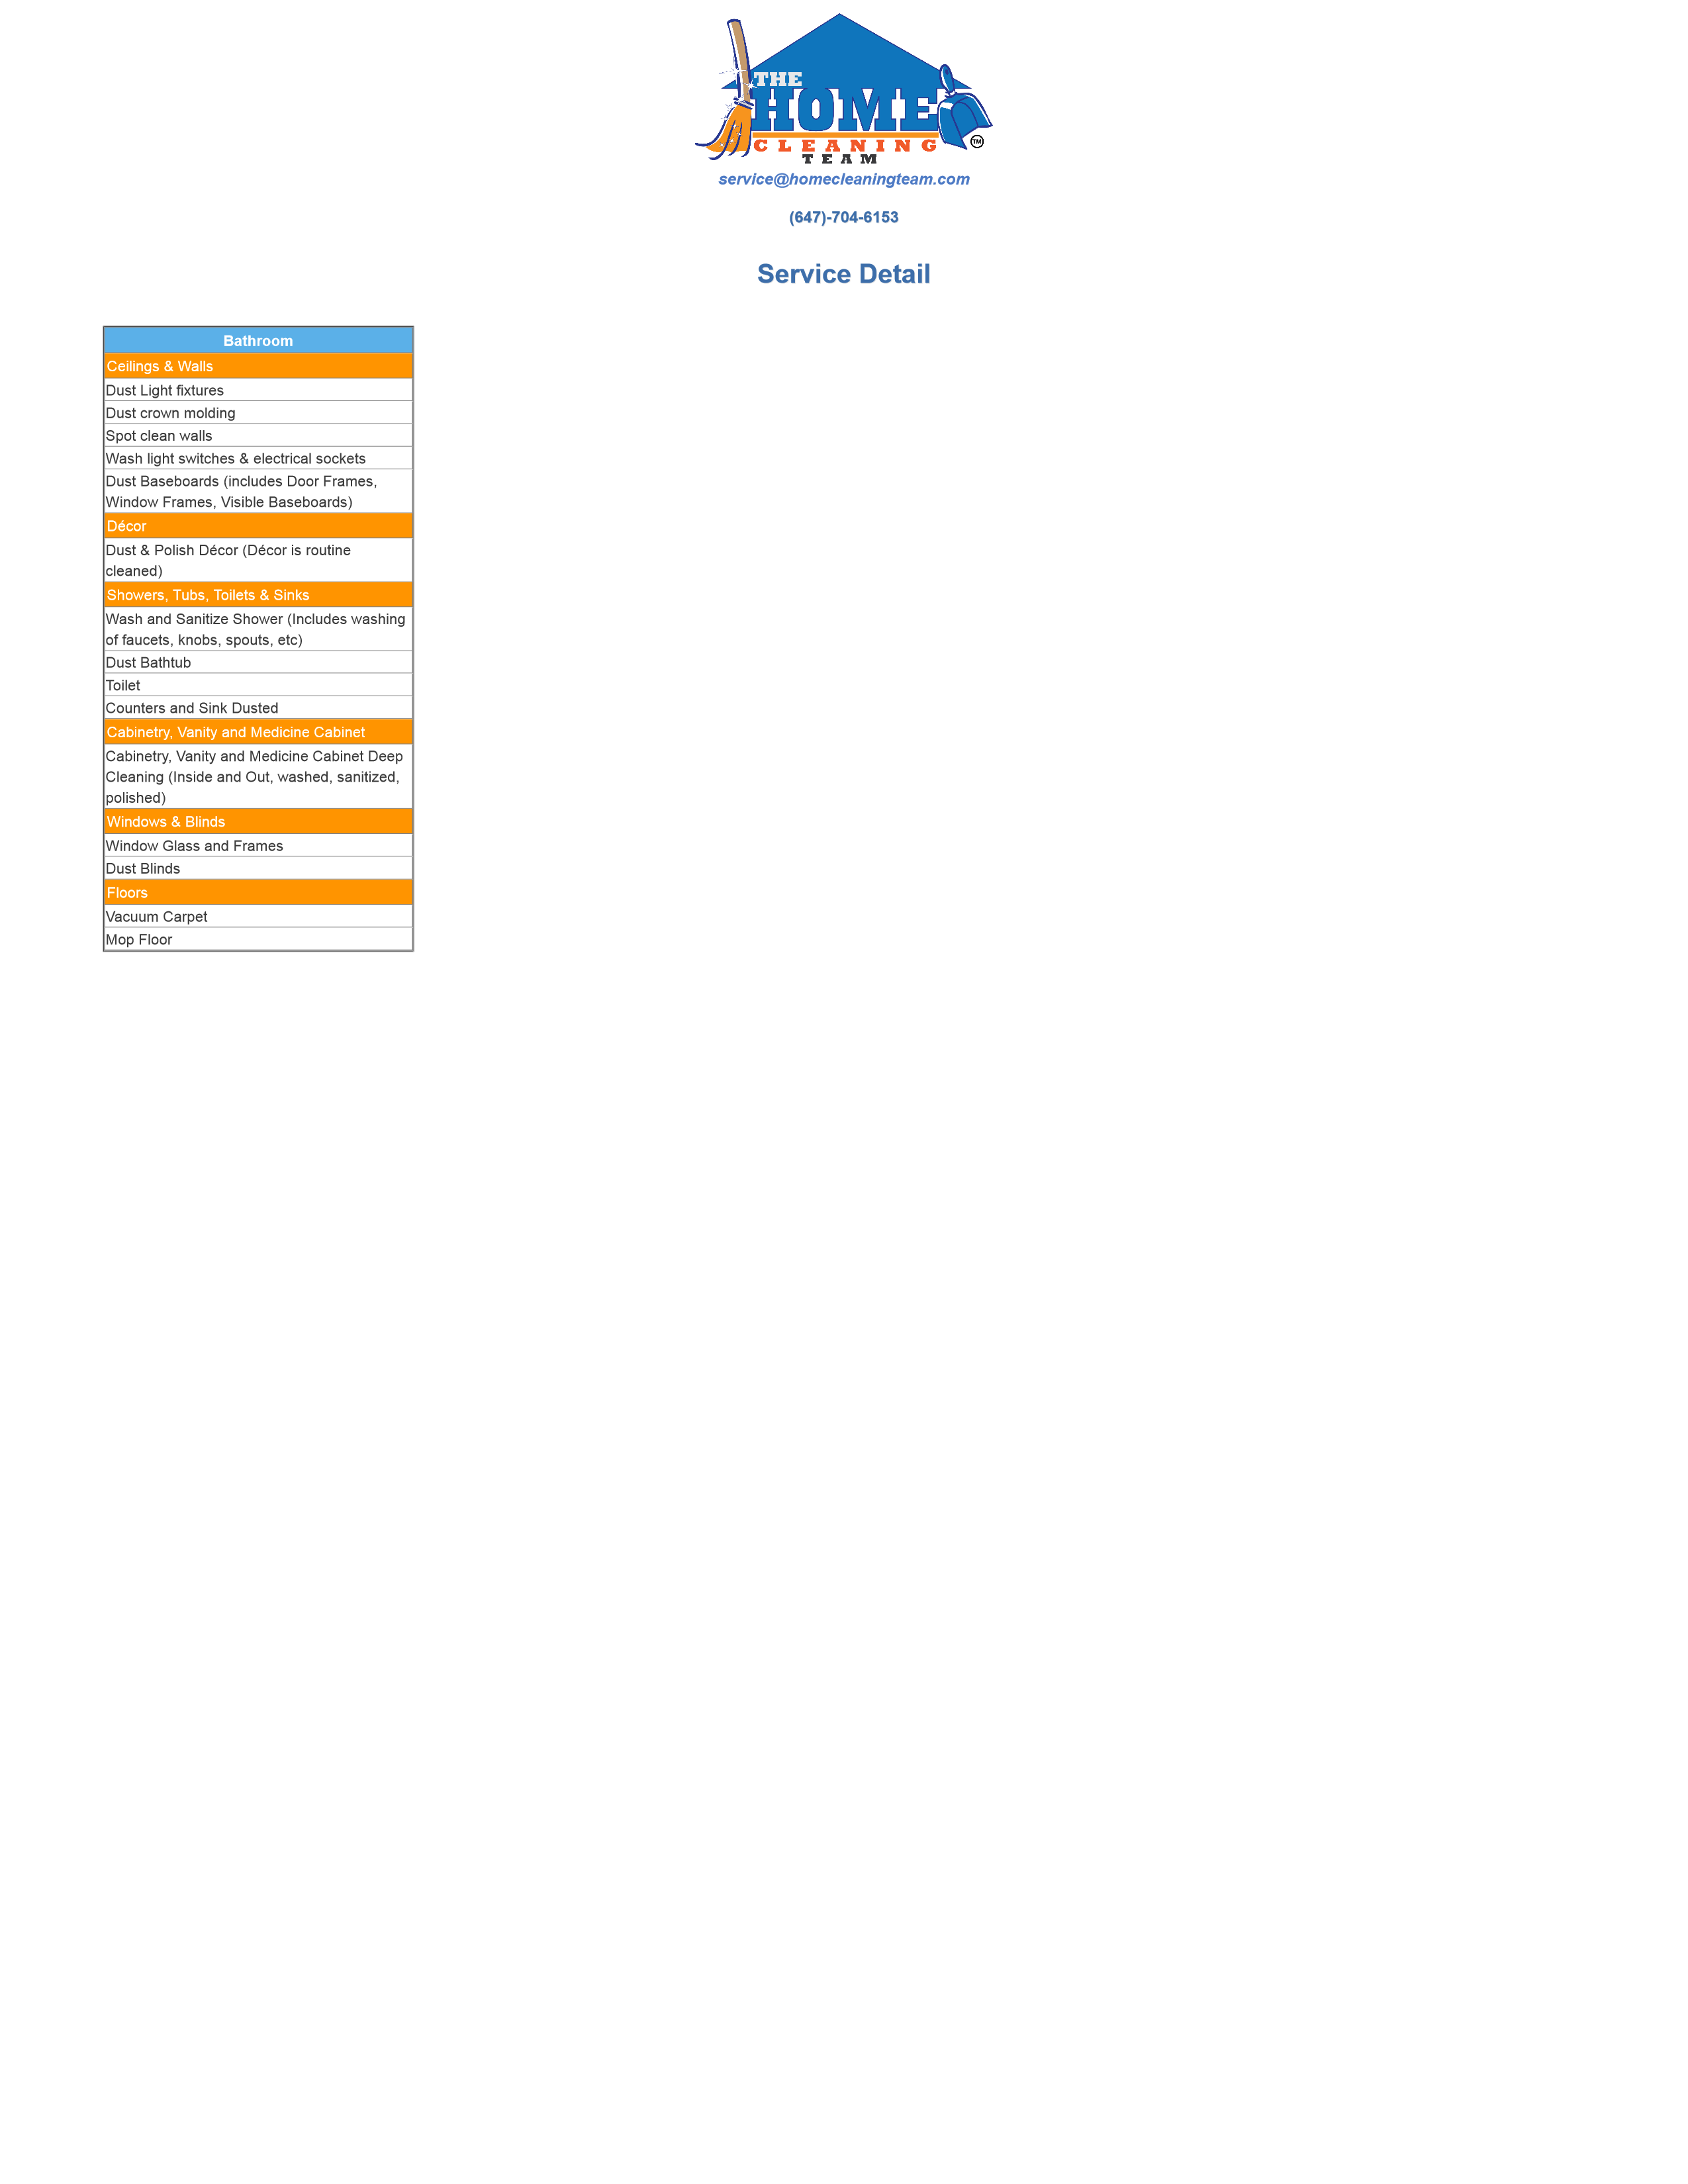 THE
HOME
CLEANING
TEAM
TM
service@homecleaningteam.com
(647)-704-6153
Service Detail
Bathroom
Ceilings & Walls
Dust Light fixtures
Dust crown molding
Spot clean walls
Wash light switches & electrical sockets
Dust Baseboards (includes Door Frames,
Window Frames, Visible Baseboards)
Décor
Dust & Polish Décor (Décor is routine
cleaned)
Showers, Tubs, Toilets & Sinks
Wash and Sanitize Shower (Includes washing
of faucets, knobs, spouts, etc)
Dust Bathtub
Toilet
Counters and Sink Dusted
Cabinetry, Vanity and Medicine Cabinet
Cabinetry, Vanity and Medicine Cabinet Deep
Cleaning (Inside and Out, washed, sanitized,
polished)
Windows & Blinds
Window Glass and Frames
Dust Blinds
Floors
Vacuum Carpet
Mop Floor